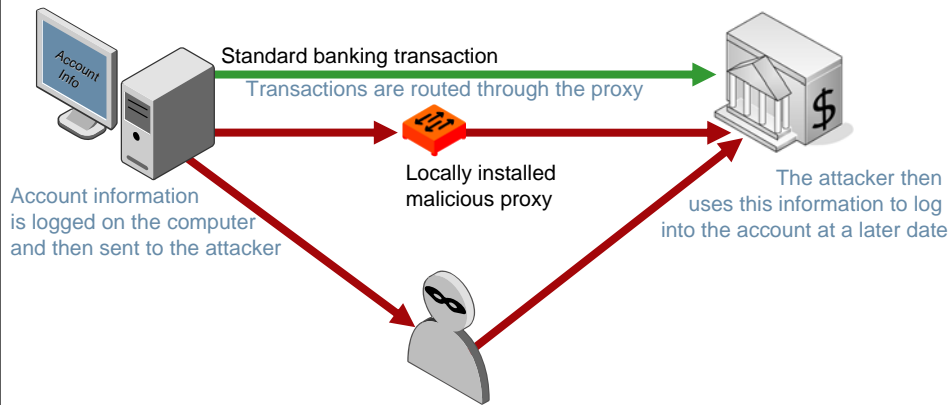 Account
Info
Standard banking transaction
Transactions are routed through the proxy
$
Locally installed
malicious proxy
Account information
is logged on the computer
and then sent to the attacker
The attacker then
uses this information to log
into the account at a later date